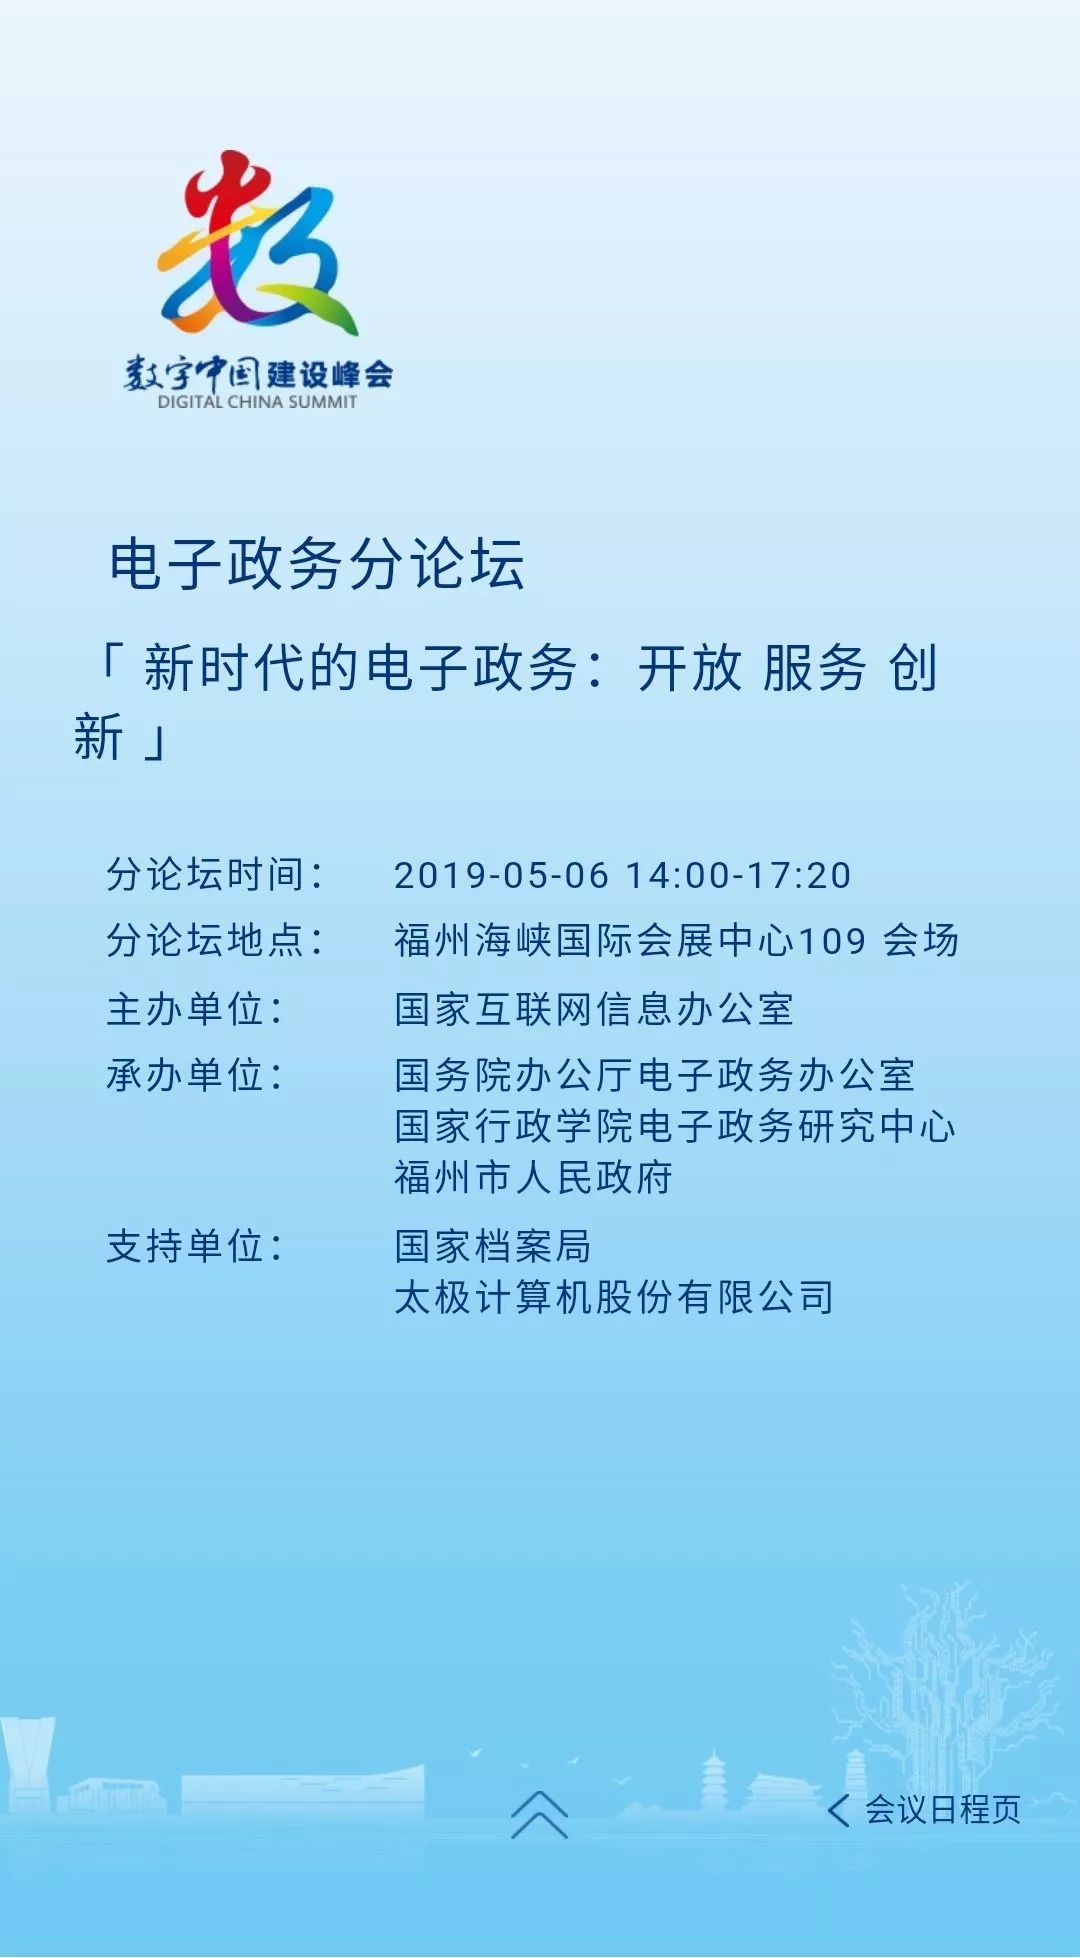 数
数字中国建设峰会
DIGITAL CHINA SUMMIT
电子政务分论坛
「 新时代的电子政务：开放 服务 创
新 」
分论坛时间： 2019-05-06 14:00-17:20
分论坛地点： 福州海峡国际会展中心109 会场
主办单位： 国家互联网信息办公室
承办单位： 国务院办公厅电子政务办公室
国家行政学院电子政务研究中心
福州市人民政府
支持单位： 国家档案局
太极计算机股份有限公司
会议日程页